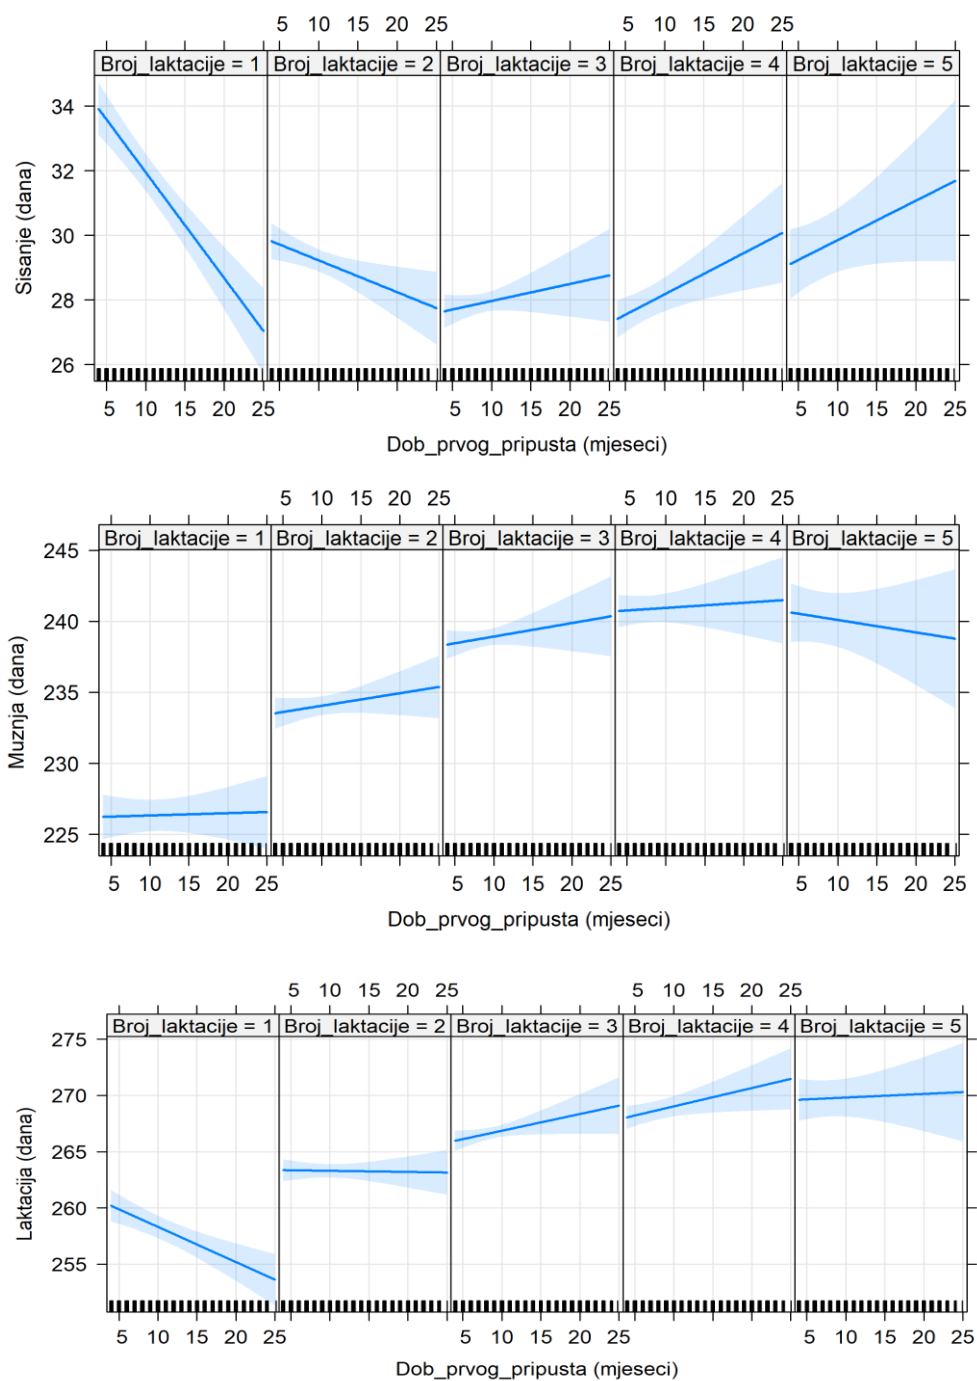 5 10 15 20 25 5 10 15 20 25
Broj_laktacije = 1 Broj_laktacije = 2 Broj_laktacije = 3 Broj_laktacije = 4 Broj_laktacije = 5
34
32
30
28
26
Sisanje (dana)
5 10 15 20 25 5 10 15 20 25 5 10 15 20 25
Dob_prvog_pripusta (mjeseci)
5 10 15 20 25 5 10 15 20 25
Broj_laktacije = 1 Broj_laktacije = 2 Broj_laktacije = 3 Broj_laktacije = 4 Broj_laktacije = 5
245
240
235
230
225
Muznja (dana)
5 10 15 20 25 5 10 15 20 25 5 10 15 20 25
Dob_prvog_pripusta (mjeseci)
5 10 15 20 25 5 10 15 20 25
Broj_laktacije = 1 Broj_laktacije = 2 Broj_laktacije = 3 Broj_laktacije = 4 Broj_laktacije = 5
275
270
265
260
255
Laktacija (dana)
5 10 15 20 25 5 10 15 20 25 5 10 15 20 25
Dob_prvog_pripusta (mjeseci)